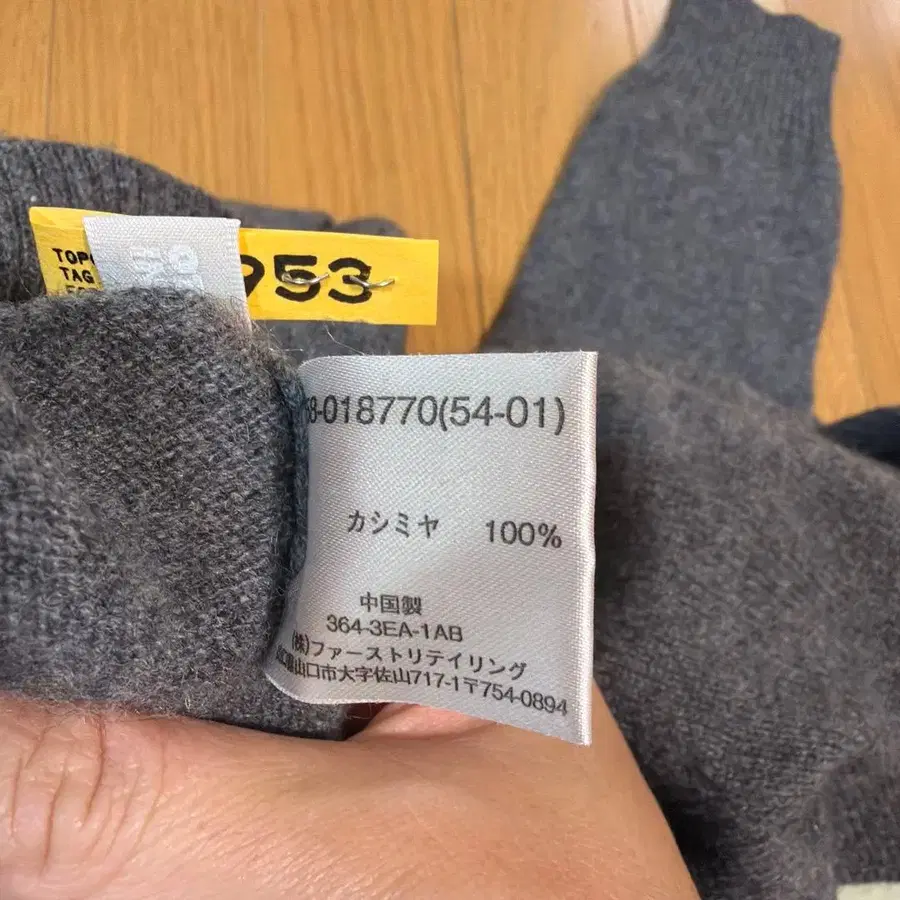 TAG
953
8-018770(54-01)
カシミヤ 100%
中国製
364-3EA-1AB
(株)ファーストリテイリング
山口市大字佐山717-1〒754-0894